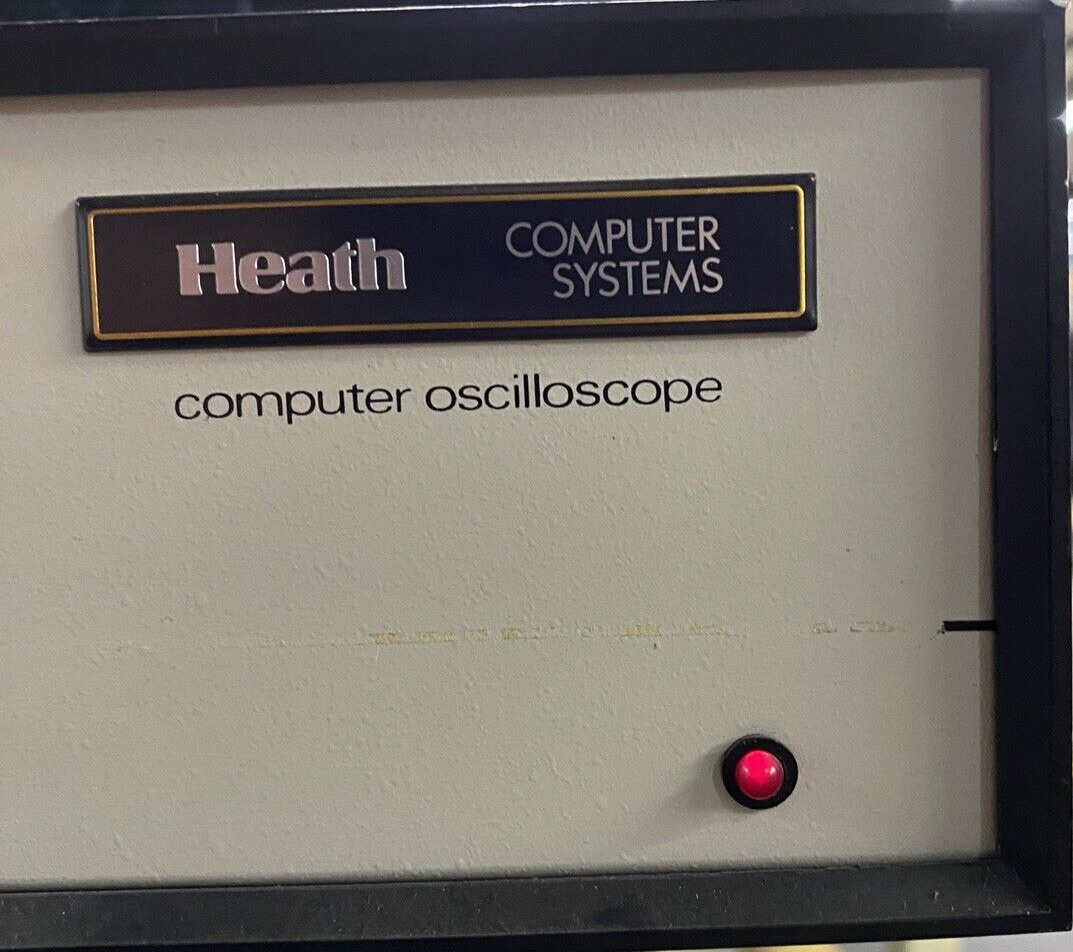 Heath
COMPUTER
SYSTEMS
computer oscilloscope